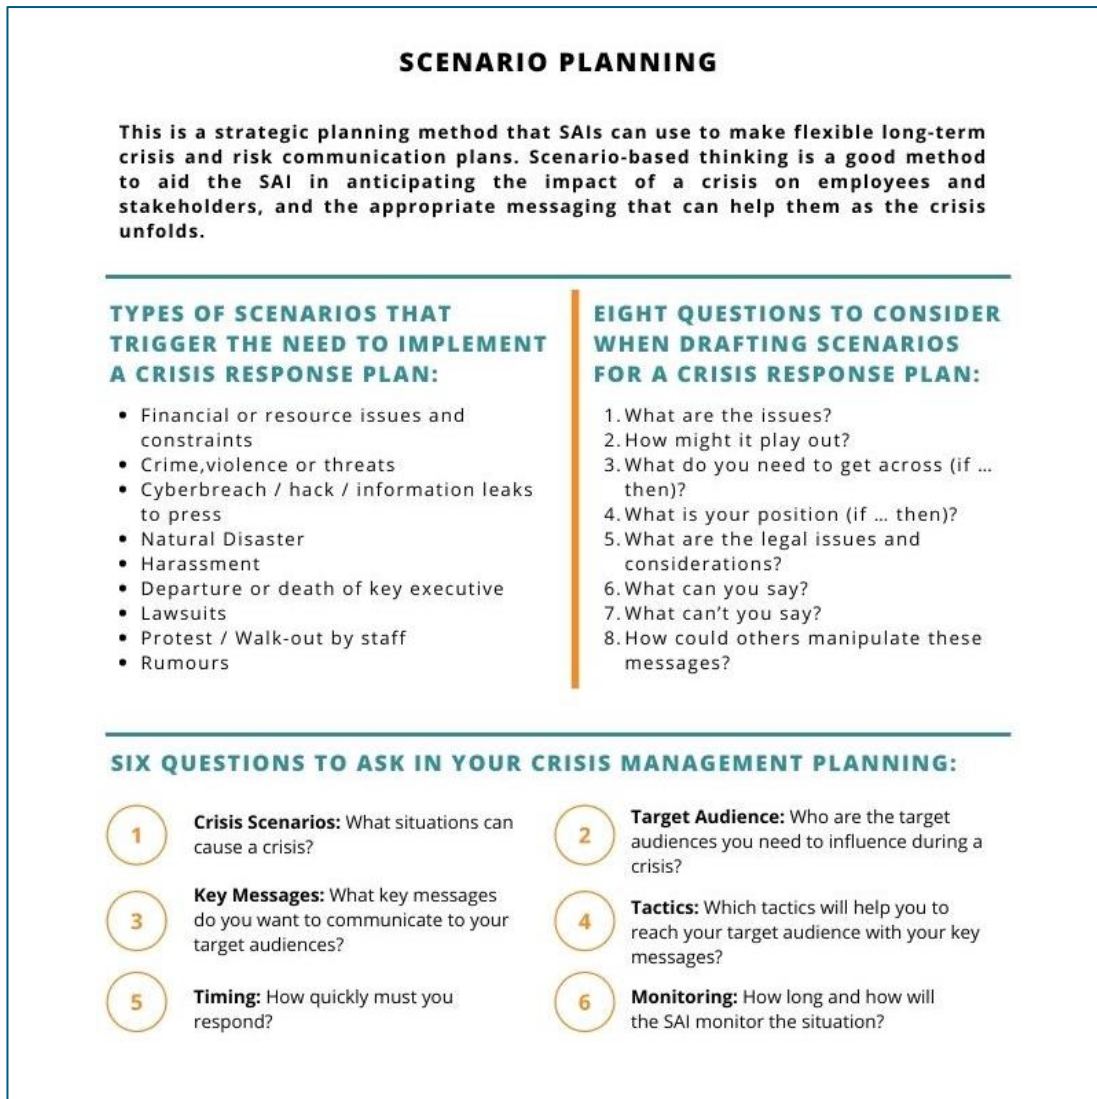 SCENARIO PLANNING
This is a strategic planning method that SAIs can use to make flexible long-term
crisis and risk communication plans. Scenario-based thinking is a good method
to aid the SAI in anticipating the impact of a crisis on employees and
stakeholders, and the appropriate messaging that can help them as the crisis
unfolds.
TYPES OF SCENARIOS THAT
TRIGGER THE NEED TO IMPLEMENT
A CRISIS RESPONSE PLAN:
• Financial or resource issues and
constraints
• Crime,violence or threats
• Cyberbreach / hack / information leaks
to press
• Natural Disaster
• Harassment
• Departure or death of key executive
• Lawsuits
• Protest / Walk-out by staff
• Rumours
EIGHT QUESTIONS TO CONSIDER
WHEN DRAFTING SCENARIOS
FOR A CRISIS RESPONSE PLAN:
1. What are the issues?
2. How might it play out?
3. What do you need to get across (if ...
then)?
4. What is your position (if ... then)?
5. What are the legal issues and
considerations?
6. What can you say?
7. What can't you say?
8. How could others manipulate these
messages?
SIX QUESTIONS TO ASK IN YOUR CRISIS MANAGEMENT PLANNING:
1
Crisis Scenarios: What situations can
cause a crisis?
2
Target Audience: Who are the target
audiences you need to influence during a
crisis?
3
Key Messages: What key messages
do you want to communicate to your
target audiences?
4
Tactics: Which tactics will help you to
reach your target audience with your key
messages?
5
Timing: How quickly must you
respond?
6
Monitoring: How long and how will
the SAI monitor the situation?